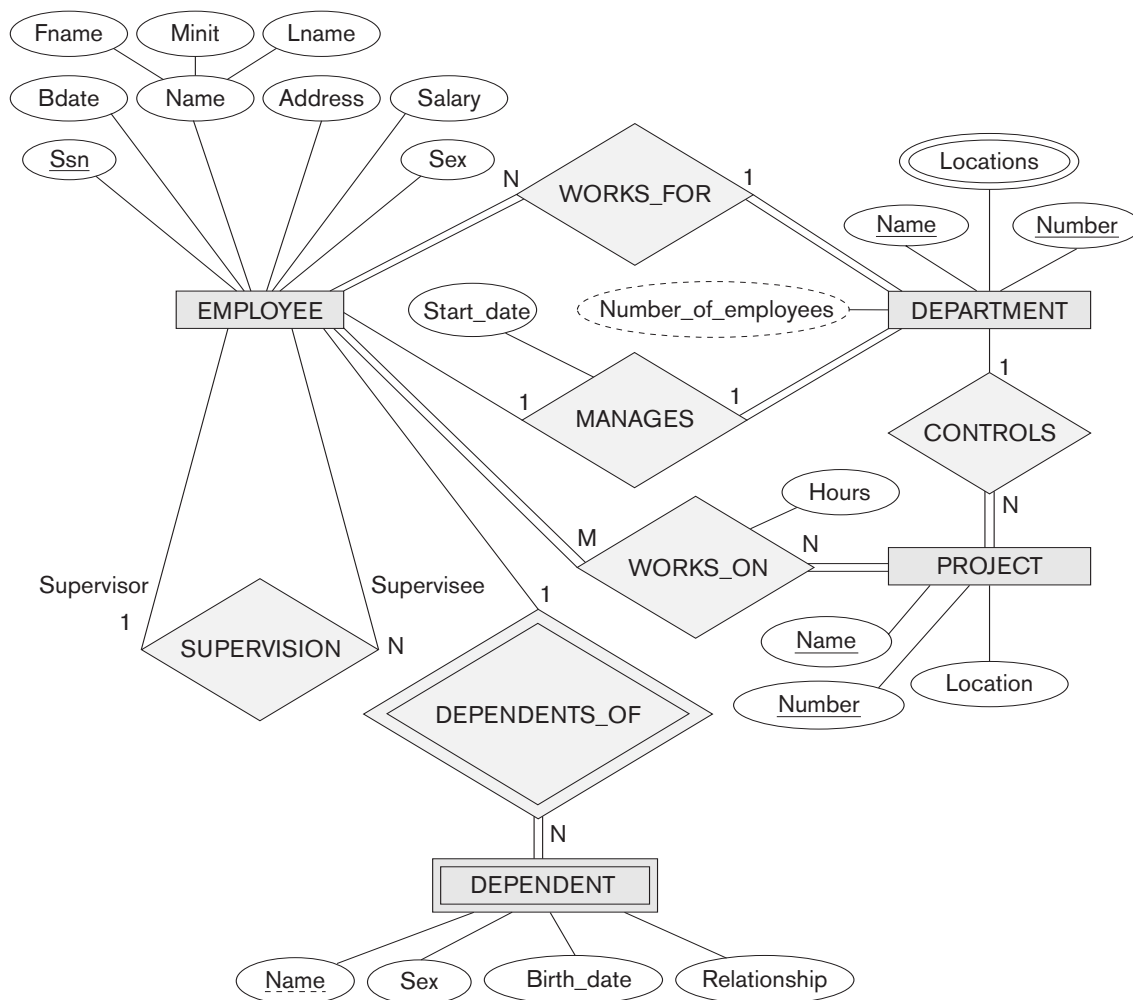 Fname
Minit
Lname
Bdate
Name
Address
Salary
Ssn
Sex
N
WORKS_FOR
1
Locations
Name
Number
EMPLOYEE
Start_date
Number_of_employees
DEPARTMENT
1
MANAGES
1
1
CONTROLS
N
Hours
M
WORKS_ON
N
PROJECT
Supervisor
1
SUPERVISION
Supervisee
N
1
Name
Number
Location
DEPENDENTS_OF
N
DEPENDENT
Name
Sex
Birth_date
Relationship